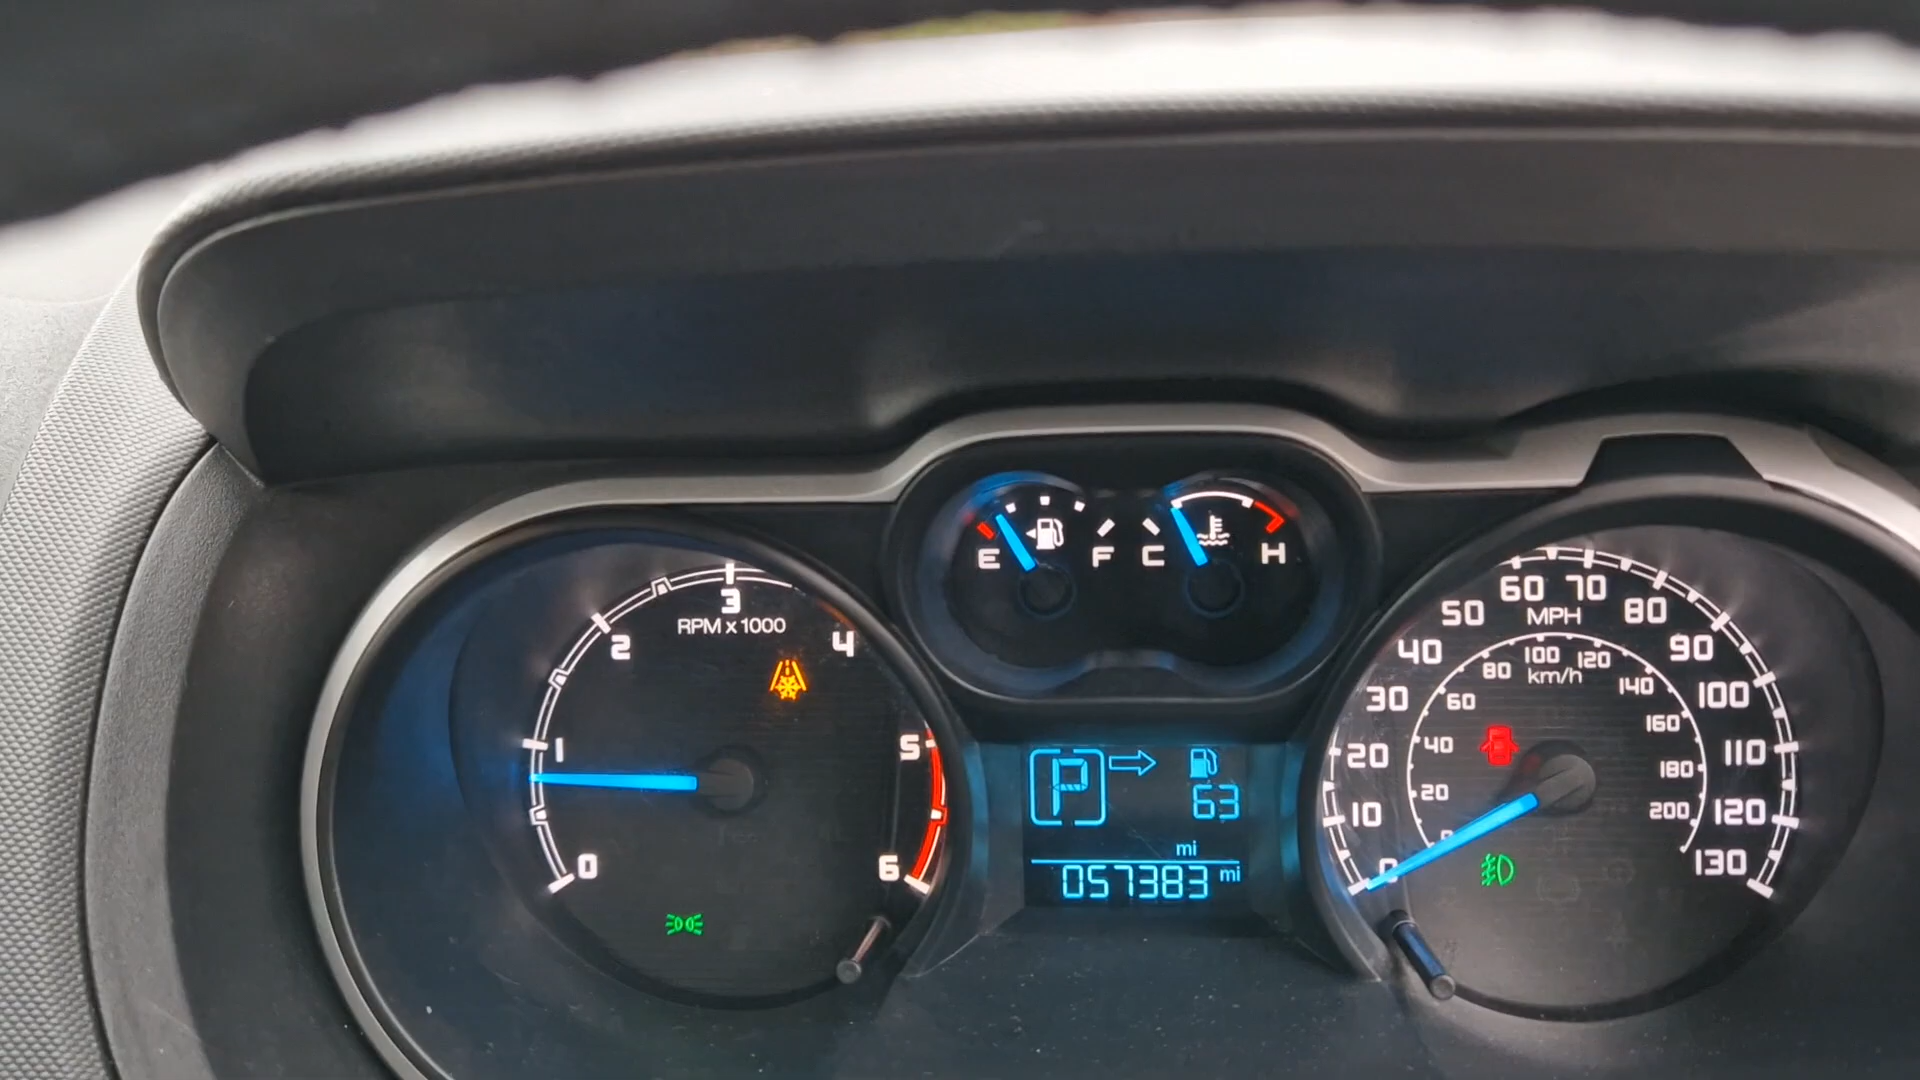 E F C H
0 1 2 3 4 5 6
RPM x 1000
P 63
mi
057383 mi
0 10 20 30 40 50 60 70 80 90 100 110 120 130
MPH
0 20 40 60 80 100 120 140 160 180 200
km/h